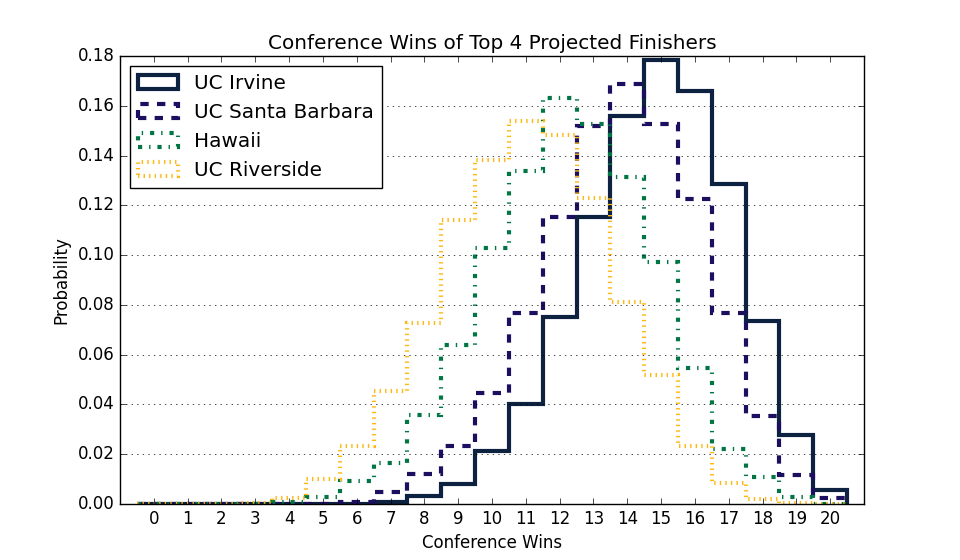 Conference Wins of Top 4 Projected Finishers
UC Irvine
UC Santa Barbara
Hawaii
UC Riverside
Probability
0.18
0.16
0.14
0.12
0.10
0.08
0.06
0.04
0.02
0.00
0 1 2 3 4 5 6 7 8 9 10 11 12 13 14 15 16 17 18 19 20
Conference Wins